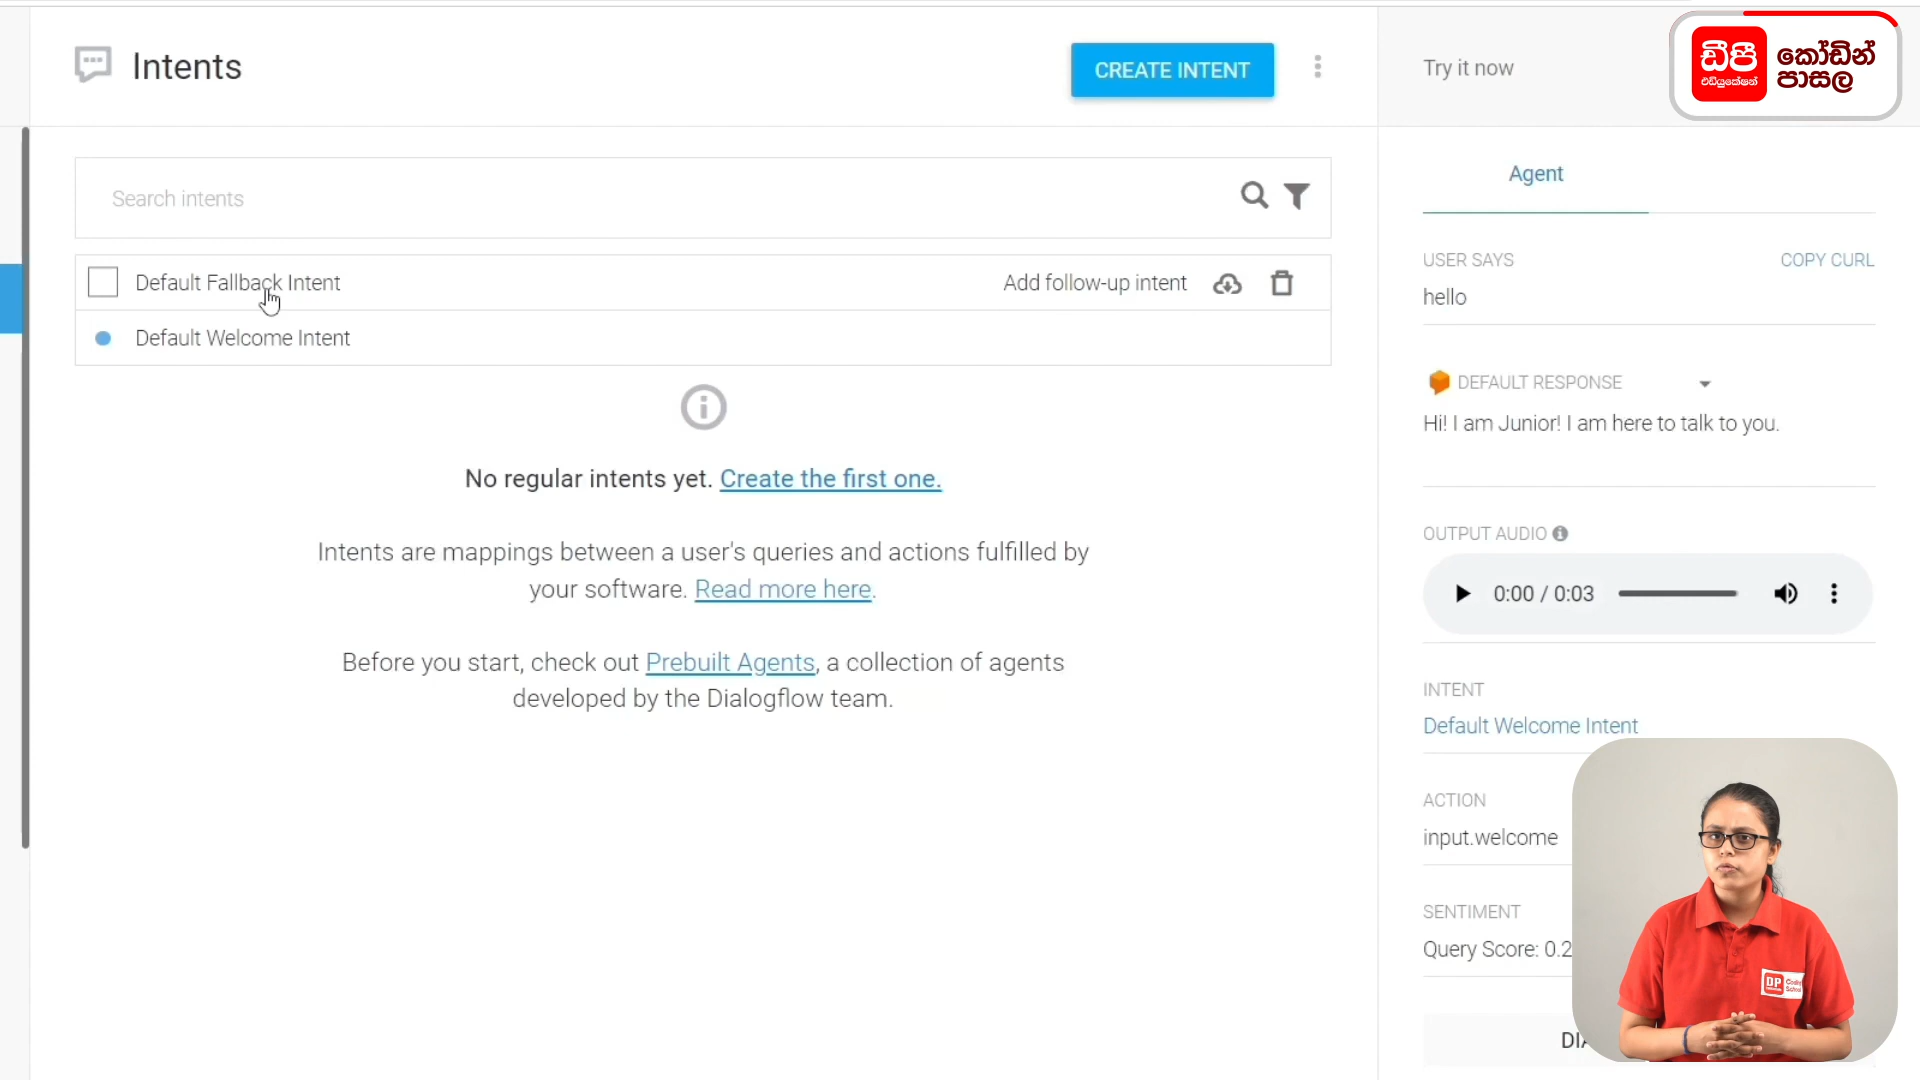 Intents
CREATE INTENT
Try it now
ඩීපී
එඩියුකේෂන්
කෝඩින්
පාසල
Search intents
Default Fallback Intent
Add follow-up intent
Default Welcome Intent
No regular intents yet. Create the first one.
Intents are mappings between a user's queries and actions fulfilled by
your software. Read more here.
Before you start, check out Prebuilt Agents, a collection of agents
developed by the Dialogflow team.
Agent
USER SAYS
COPY CURL
hello
DEFAULT RESPONSE
Hi! I am Junior! I am here to talk to you.
OUTPUT AUDIO
0:00 / 0:03
INTENT
Default Welcome Intent
ACTION
input.welcome
SENTIMENT
Query Score: 0.2
DP